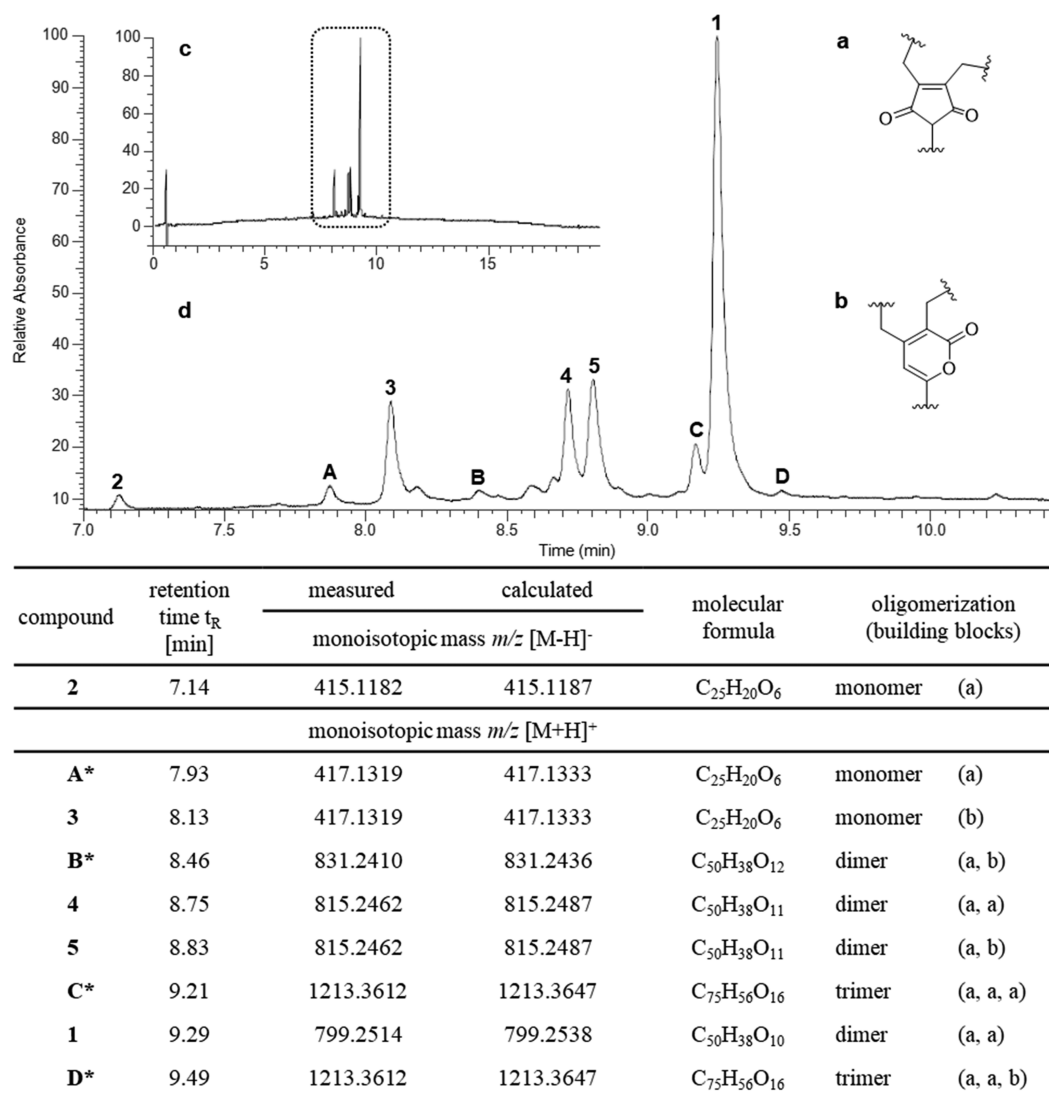 1
100
90
80
70
60
50
40
30
20
10
Relative Absorbance
c
100
80
60
40
20
0
0 5 10 15
a
O O
b
O
O
d
2 A 3 B 4 5 C D
7.0 7.5 8.0 8.5 9.0 9.5 10.0
Time (min)
compound retention time tR [min] measured calculated molecular formula oligomerization (building blocks)
monoisotopic mass m/z [M-H]-
2 7.14 415.1182 415.1187 C25H20O6 monomer (a)
monoisotopic mass m/z [M+H]+
A* 7.93 417.1319 417.1333 C25H20O6 monomer (a)
3 8.13 417.1319 417.1333 C25H20O6 monomer (b)
B* 8.46 831.2410 831.2436 C50H38O12 dimer (a, b)
4 8.75 815.2462 815.2487 C50H38O11 dimer (a, a)
5 8.83 815.2462 815.2487 C50H38O11 dimer (a, b)
C* 9.21 1213.3612 1213.3647 C75H56O16 trimer (a, a, a)
1 9.29 799.2514 799.2538 C50H38O10 dimer (a, a)
D* 9.49 1213.3612 1213.3647 C75H56O16 trimer (a, a, b)